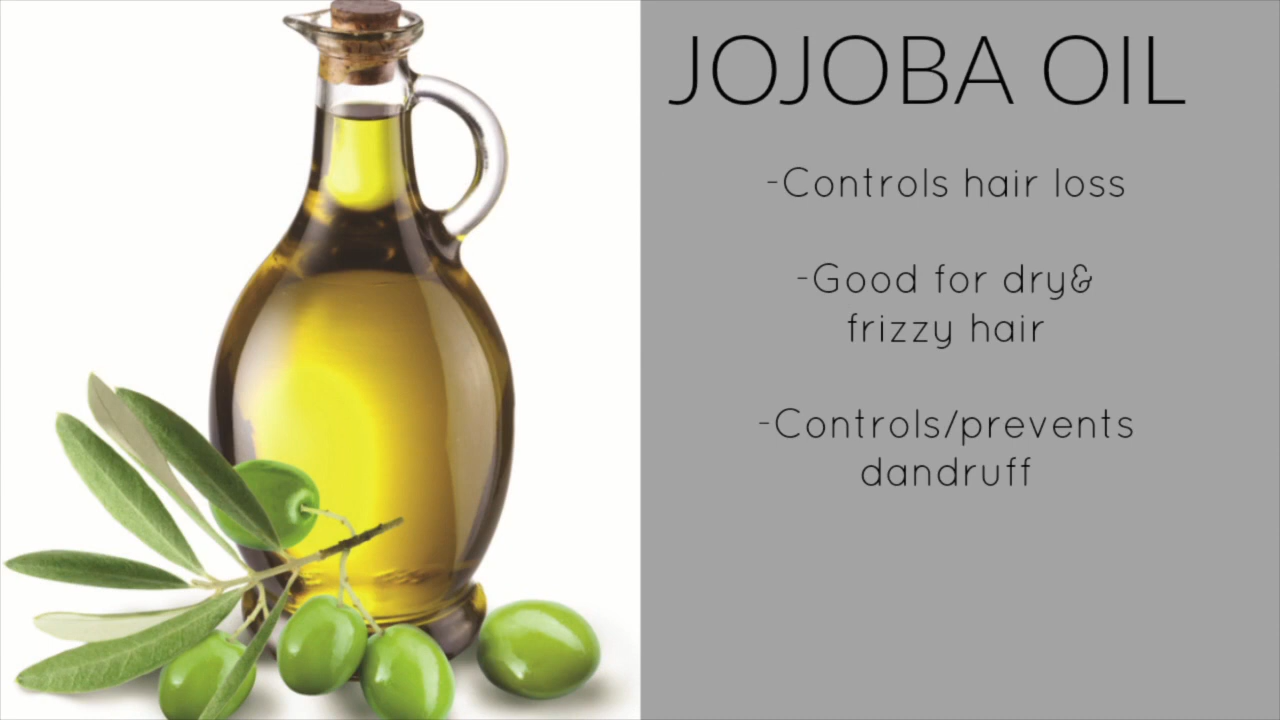 JOJOBA OIL
-Controls hair loss
-Good for dry&
frizzy hair
-Controls/prevents
dandruff